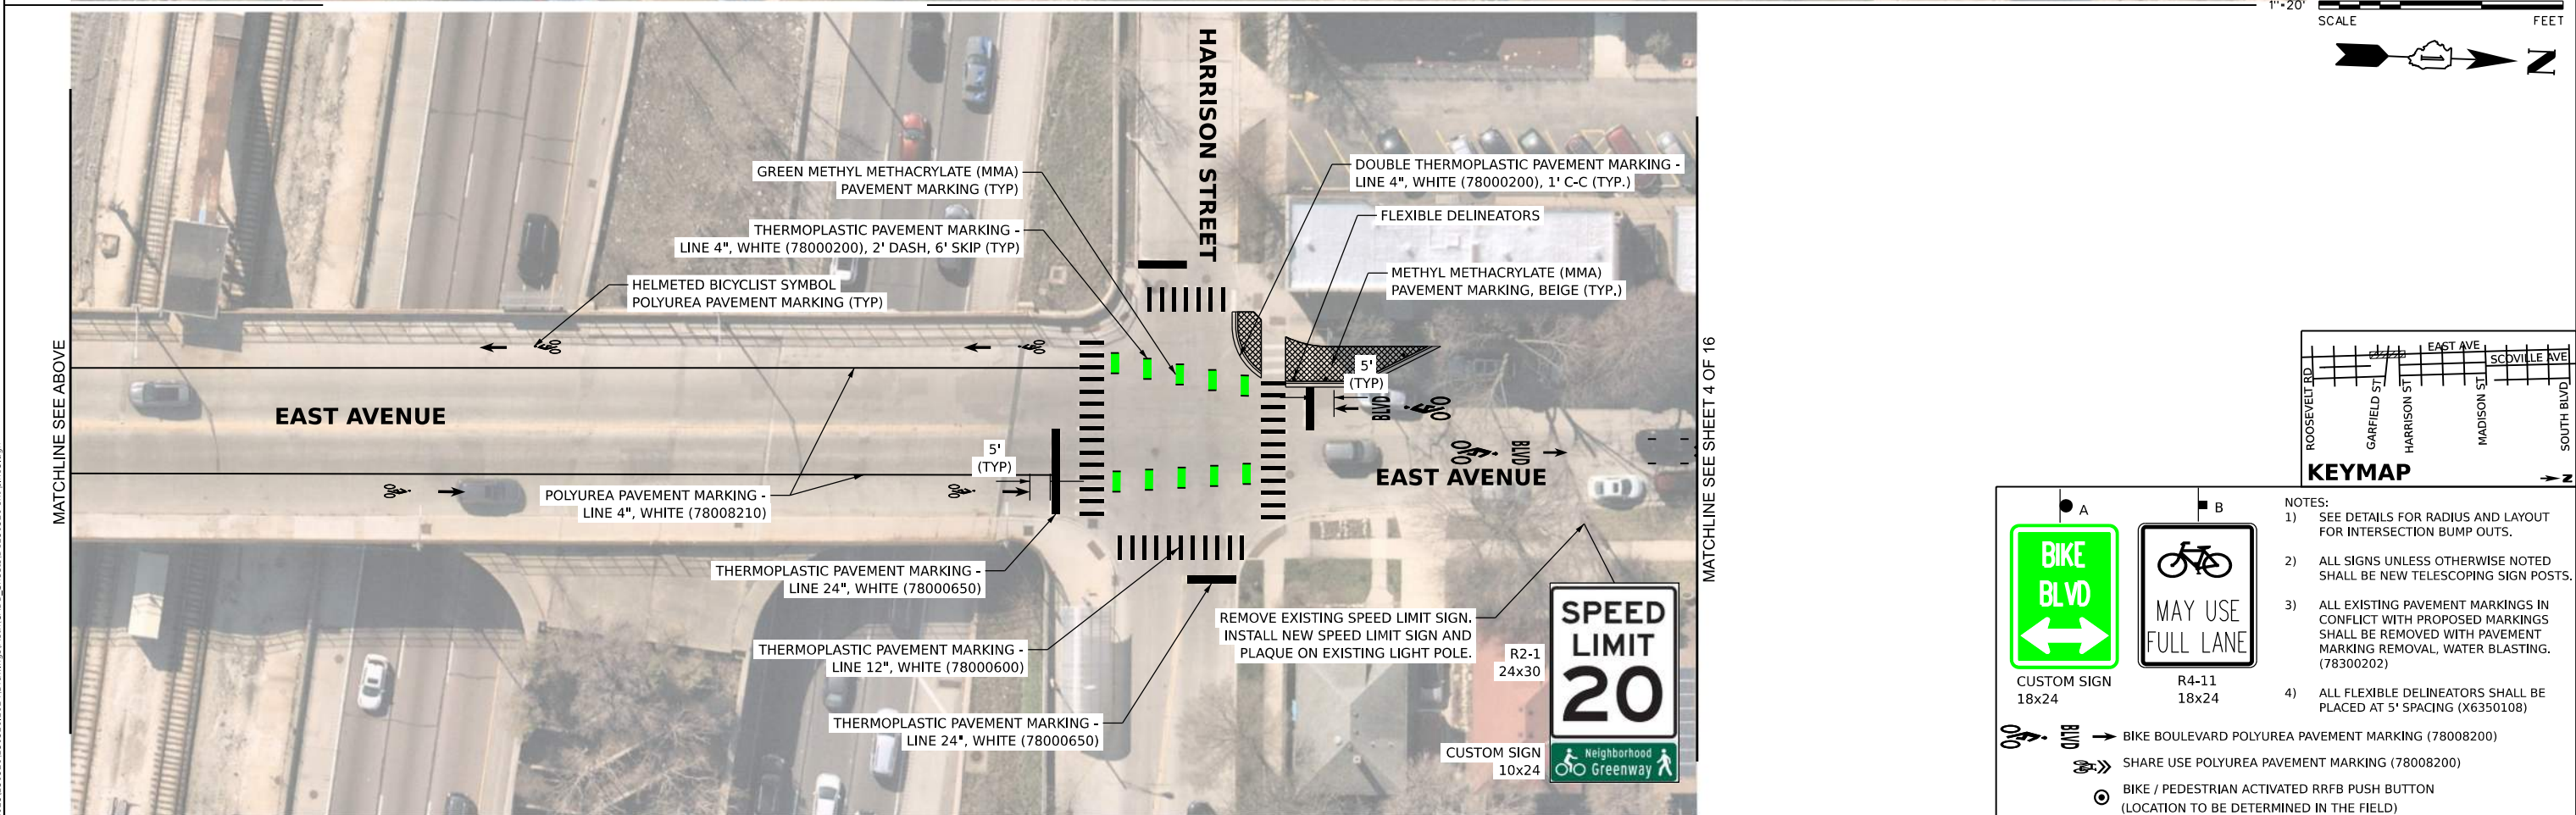 1"=20'
SCALE FEET
N
HARRISON STREET
GREEN METHYL METHACRYLATE (MMA)
PAVEMENT MARKING (TYP)
THERMOPLASTIC PAVEMENT MARKING -
LINE 4", WHITE (78000200), 2' DASH, 6' SKIP (TYP)
HELMETED BICYCLIST SYMBOL
POLYUREA PAVEMENT MARKING (TYP)
DOUBLE THERMOPLASTIC PAVEMENT MARKING -
LINE 4", WHITE (78000200), 1' C-C (TYP.)
FLEXIBLE DELINEATORS
METHYL METHACRYLATE (MMA)
PAVEMENT MARKING, BEIGE (TYP.)
MATCHLINE SEE ABOVE
EAST AVENUE
5'
(TYP)
5'
(TYP)
BLVD
BLVD
EAST AVENUE
MATCHLINE SEE SHEET 4 OF 16
POLYUREA PAVEMENT MARKING -
LINE 4", WHITE (78008210)
THERMOPLASTIC PAVEMENT MARKING -
LINE 24", WHITE (78000650)
THERMOPLASTIC PAVEMENT MARKING -
LINE 12", WHITE (78000600)
THERMOPLASTIC PAVEMENT MARKING -
LINE 24", WHITE (78000650)
REMOVE EXISTING SPEED LIMIT SIGN.
INSTALL NEW SPEED LIMIT SIGN AND
PLAQUE ON EXISTING LIGHT POLE.
R2-1
24x30
SPEED
LIMIT
20
CUSTOM SIGN
10x24
Neighborhood
Greenway
EAST AVE
SCOVILLE AVE
ROOSEVELT RD
GARFIELD ST
HARRISON ST
MADISON ST
SOUTH BLVD
KEYMAP
N
A
BIKE
BLVD
CUSTOM SIGN
18x24
B
MAY USE
FULL LANE
R4-11
18x24
NOTES:
1) SEE DETAILS FOR RADIUS AND LAYOUT
FOR INTERSECTION BUMP OUTS.
2) ALL SIGNS UNLESS OTHERWISE NOTED
SHALL BE NEW TELESCOPING SIGN POSTS.
3) ALL EXISTING PAVEMENT MARKINGS IN
CONFLICT WITH PROPOSED MARKINGS
SHALL BE REMOVED WITH PAVEMENT
MARKING REMOVAL, WATER BLASTING.
(78300202)
4) ALL FLEXIBLE DELINEATORS SHALL BE
PLACED AT 5' SPACING (X6350108)
BLVD BIKE BOULEVARD POLYUREA PAVEMENT MARKING (78008200)
SHARE USE POLYUREA PAVEMENT MARKING (78008200)
BIKE / PEDESTRIAN ACTIVATED RRFB PUSH BUTTON
(LOCATION TO BE DETERMINED IN THE FIELD)